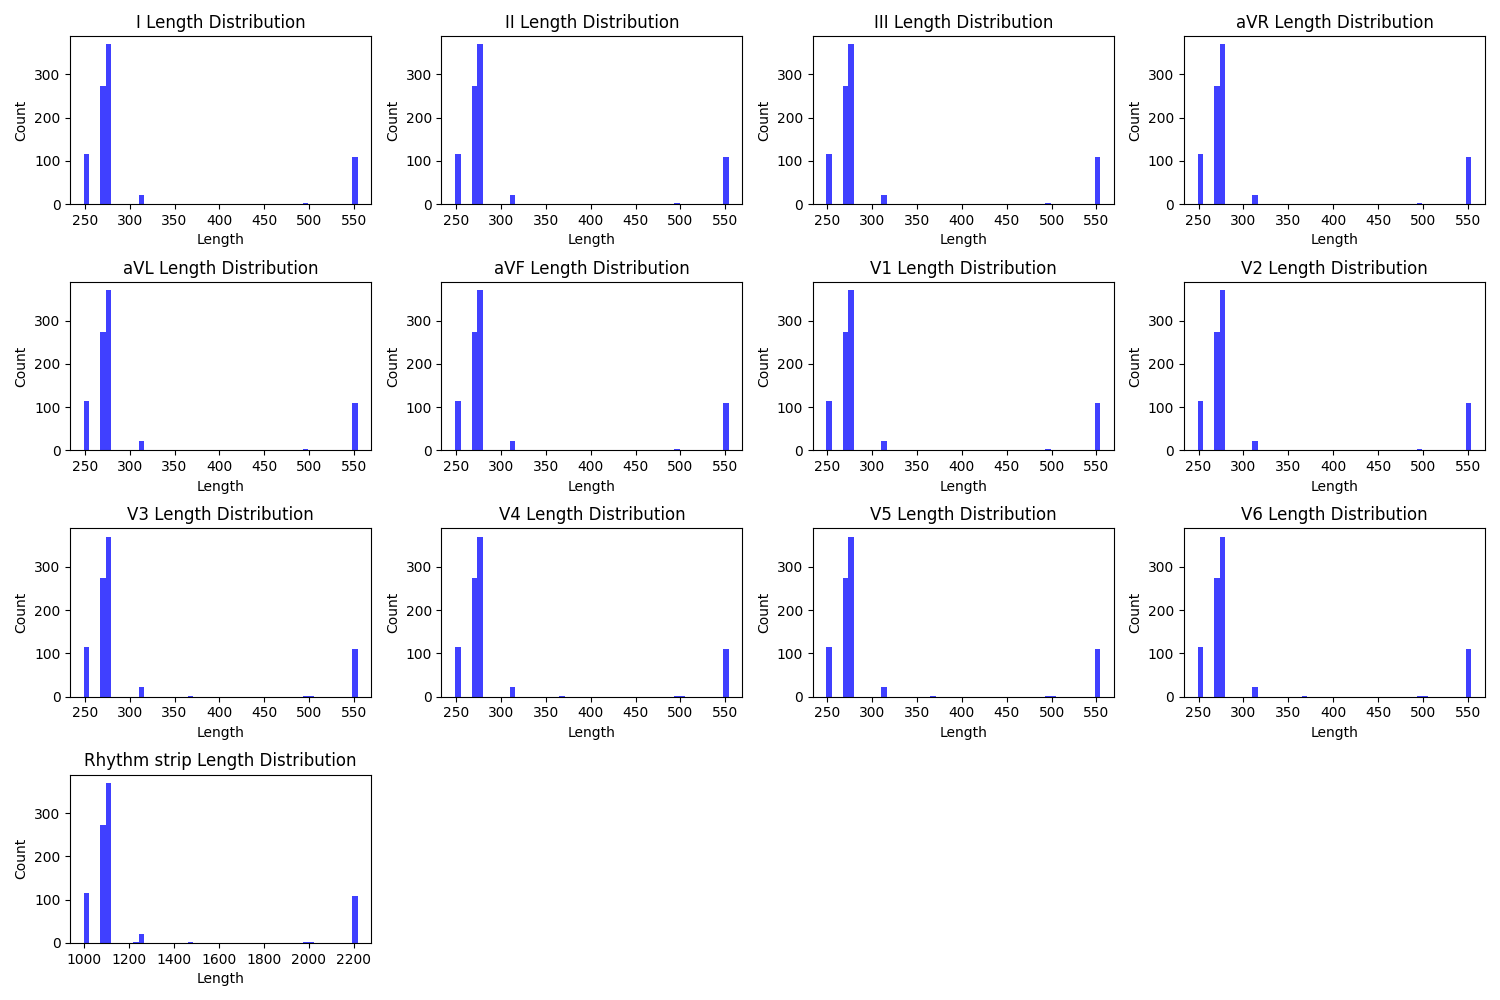 I Length Distribution
300
200
100
0
Count
250 300 350 400 450 500 550
Length
II Length Distribution
300
200
100
0
Count
250 300 350 400 450 500 550
Length
III Length Distribution
300
200
100
0
Count
250 300 350 400 450 500 550
Length
aVR Length Distribution
300
200
100
0
Count
250 300 350 400 450 500 550
Length
aVL Length Distribution
300
200
100
0
Count
250 300 350 400 450 500 550
Length
aVF Length Distribution
300
200
100
0
Count
250 300 350 400 450 500 550
Length
V1 Length Distribution
300
200
100
0
Count
250 300 350 400 450 500 550
Length
V2 Length Distribution
300
200
100
0
Count
250 300 350 400 450 500 550
Length
V3 Length Distribution
300
200
100
0
Count
250 300 350 400 450 500 550
Length
V4 Length Distribution
300
200
100
0
Count
250 300 350 400 450 500 550
Length
V5 Length Distribution
300
200
100
0
Count
250 300 350 400 450 500 550
Length
V6 Length Distribution
300
200
100
0
Count
250 300 350 400 450 500 550
Length
Rhythm strip Length Distribution
300
200
100
0
Count
1000 1200 1400 1600 1800 2000 2200
Length